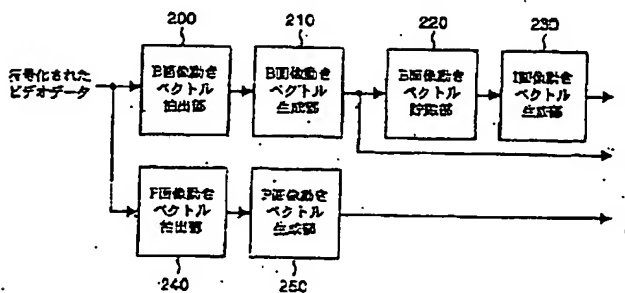 200
210
220
230
符号化された
ビデオデータ
B画像動き
ベクトル
抽出部
B画像動き
ベクトル
生成部
B画像動き
ベクトル
貯蔵部
I画像動き
ベクトル
生成部
P画像動き
ベクトル
抽出部
P画像動き
ベクトル
生成部
240
250